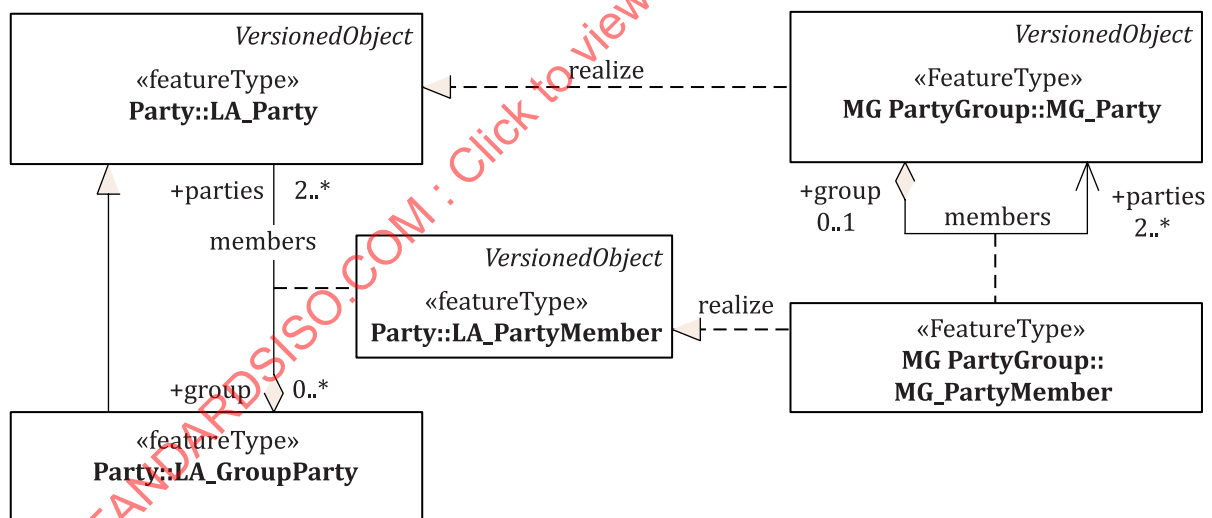 VersionedObject
«featureType»
Party::LA_Party
realize
VersionedObject
«FeatureType»
MG PartyGroup::MG_Party
+parties 2..*
members
+group
0..1
members
+parties
2..*
VersionedObject
«featureType»
Party::LA_PartyMember
realize
«FeatureType»
MG PartyGroup::
MG_PartyMember
+group 0..*
«featureType»
Party::LA_GroupParty
TANDARDSISO.COM : Click to view